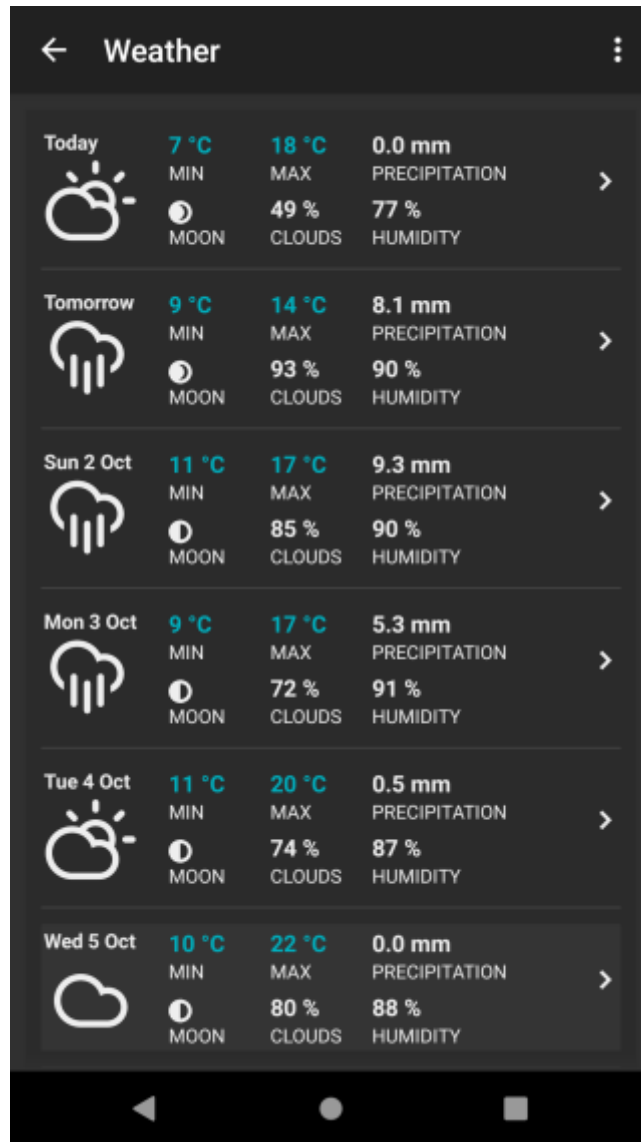 Weather
Today 7 °C 18 °C 0.0 mm
MIN MAX PRECIPITATION
49 % 77 %
MOON CLOUDS HUMIDITY
Tomorrow 9 °C 14 °C 8.1 mm
MIN MAX PRECIPITATION
93 % 90 %
MOON CLOUDS HUMIDITY
Sun 2 Oct 11 °C 17 °C 9.3 mm
MIN MAX PRECIPITATION
85 % 90 %
MOON CLOUDS HUMIDITY
Mon 3 Oct 9 °C 17 °C 5.3 mm
MIN MAX PRECIPITATION
72 % 91 %
MOON CLOUDS HUMIDITY
Tue 4 Oct 11 °C 20 °C 0.5 mm
MIN MAX PRECIPITATION
74 % 87 %
MOON CLOUDS HUMIDITY
Wed 5 Oct 10 °C 22 °C 0.0 mm
MIN MAX PRECIPITATION
80 % 88 %
MOON CLOUDS HUMIDITY